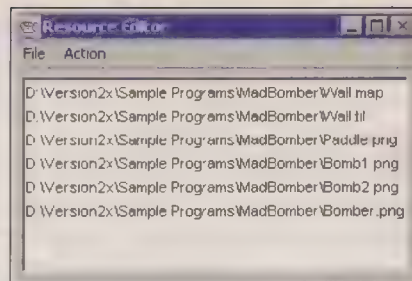 Resource Editor
File Action
D:\Version2x\Sample Programs\MadBomber\Wall map
D:\Version2x\Sample Programs\MadBomber\Wall til
D:\Version2x\Sample Programs\MadBomber\Paddle png
D:\Version2x\Sample Programs\MadBomber\Bomb1 png
D:\Version2x\Sample Programs\MadBomber\Bomb2 png
D:\Version2x\Sample Programs\MadBomber\Bomber.png